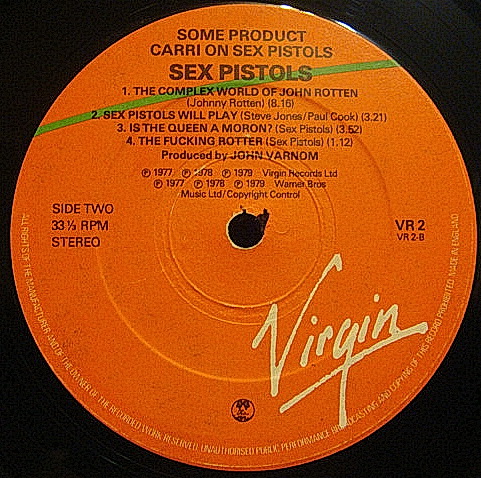 SOME PRODUCT
CARRI ON SEX PISTOLS
SEX PISTOLS
1. THE COMPLEX WORLD OF JOHN ROTTEN
(Johnny Rotten) (8.16)
2. SEX PISTOLS WILL PLAY (Steve Jones/Paul Cook) (3.21)
3. IS THE QUEEN A MORON? (Sex Pistols) (3.52)
4. THE FUCKING ROTTER (Sex Pistols) (1.12)
Produced by JOHN VARNOM
℗ 1977 ℗ 1978 ℗ 1979 Virgin Records Ltd
℗ 1977 ℗ 1978 ℗ 1979 Warner Bros
Music Ltd/Copyright Control
SIDE TWO
33⅓ RPM
STEREO
VR 2
VR 2-B
Virgin
ALL RIGHTS OF THE MANUFACTURER AND OF THE OWNER OF THE RECORDED WORK RESERVED. UNAUTHORISED PUBLIC PERFORMANCE BROADCASTING AND COPYING OF THIS RECORD PROHIBITED. MADE IN ENGLAND